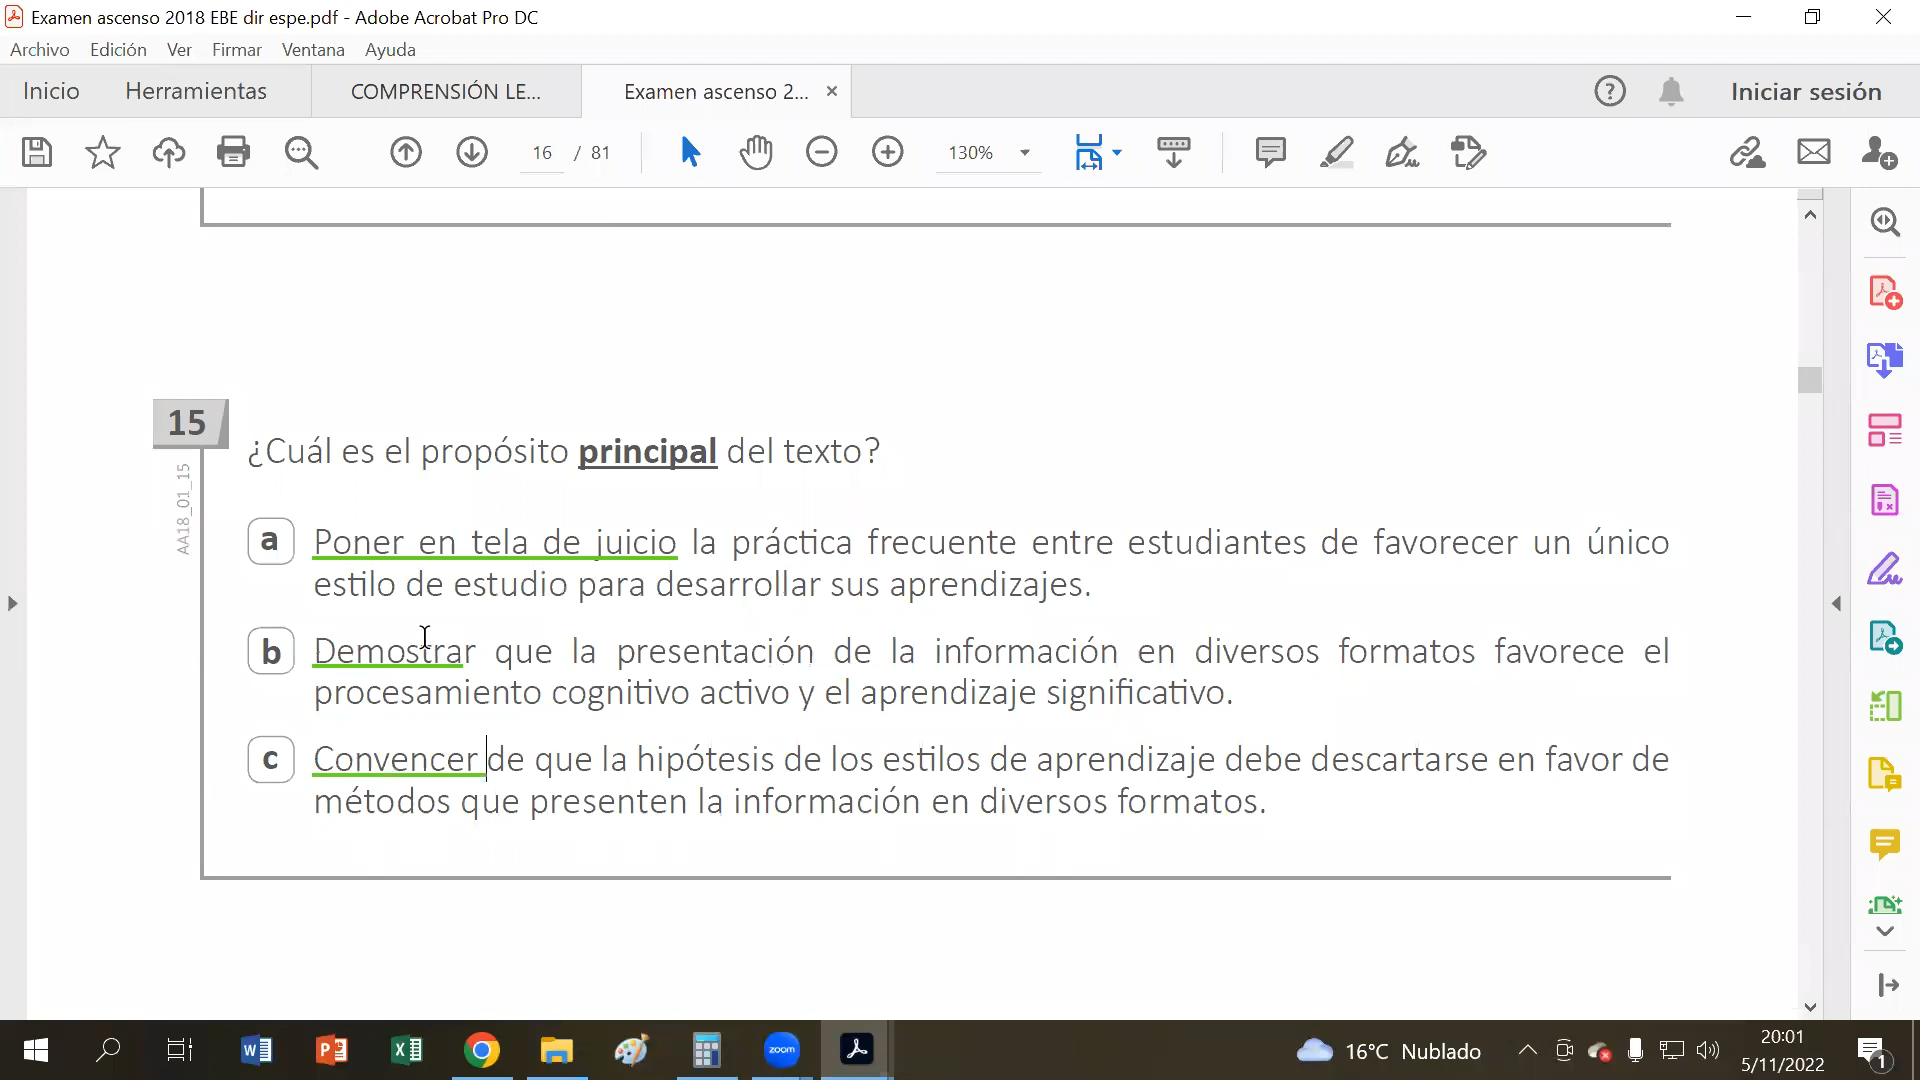 Examen ascenso 2018 EBE dir espe.pdf - Adobe Acrobat Pro DC
Archivo Edición Ver Firmar Ventana Ayuda
Inicio Herramientas COMPRENSIÓN LE... Examen ascenso 2... × Iniciar sesión
16 / 81 130%
15
AA18_01_15
¿Cuál es el propósito principal del texto?
a Poner en tela de juicio la práctica frecuente entre estudiantes de favorecer un único
estilo de estudio para desarrollar sus aprendizajes.
b Demostrar que la presentación de la información en diversos formatos favorece el
procesamiento cognitivo activo y el aprendizaje significativo.
c Convencer de que la hipótesis de los estilos de aprendizaje debe descartarse en favor de
métodos que presenten la información en diversos formatos.
zoom
16°C Nublado
20:01
5/11/2022
1